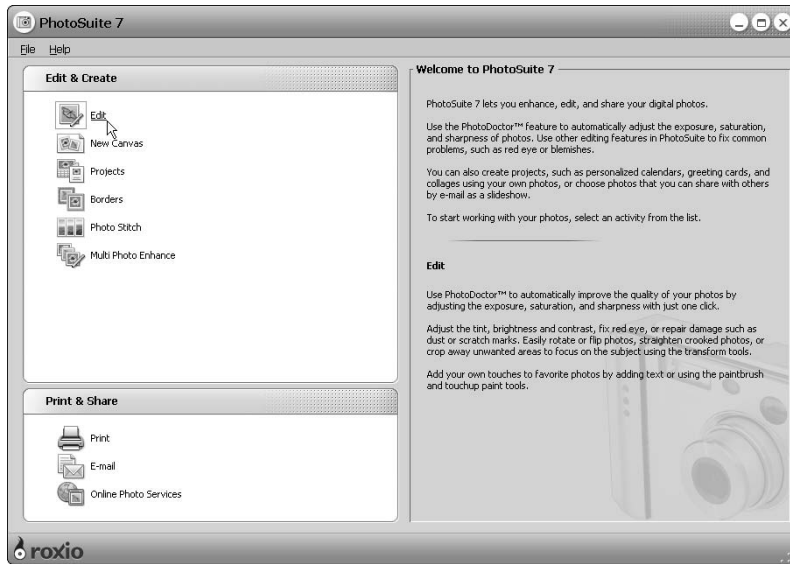 PhotoSuite 7
File Help
Edit & Create
Edit
New Canvas
Projects
Borders
Photo Stitch
Multi Photo Enhance
Print & Share
Print
E-mail
Online Photo Services
Welcome to PhotoSuite 7
PhotoSuite 7 lets you enhance, edit, and share your digital photos.
Use the PhotoDoctor™ feature to automatically adjust the exposure, saturation,
and sharpness of photos. Use other editing features in PhotoSuite to fix common
problems, such as red eye or blemishes.
You can also create projects, such as personalized calendars, greeting cards, and
collages using your own photos, or choose photos that you can share with others
by e-mail as a slideshow.
To start working with your photos, select an activity from the list.
Edit
Use PhotoDoctor™ to automatically improve the quality of your photos by
adjusting the exposure, saturation, and sharpness with just one click.
Adjust the tint, brightness and contrast, fix red eye, or repair damage such as
dust or scratch marks. Easily rotate or flip photos, straighten crooked photos, or
crop away unwanted areas to focus on the subject using the transform tools.
Add your own touches to favorite photos by adding text or using the paintbrush
and touchup paint tools.
roxio